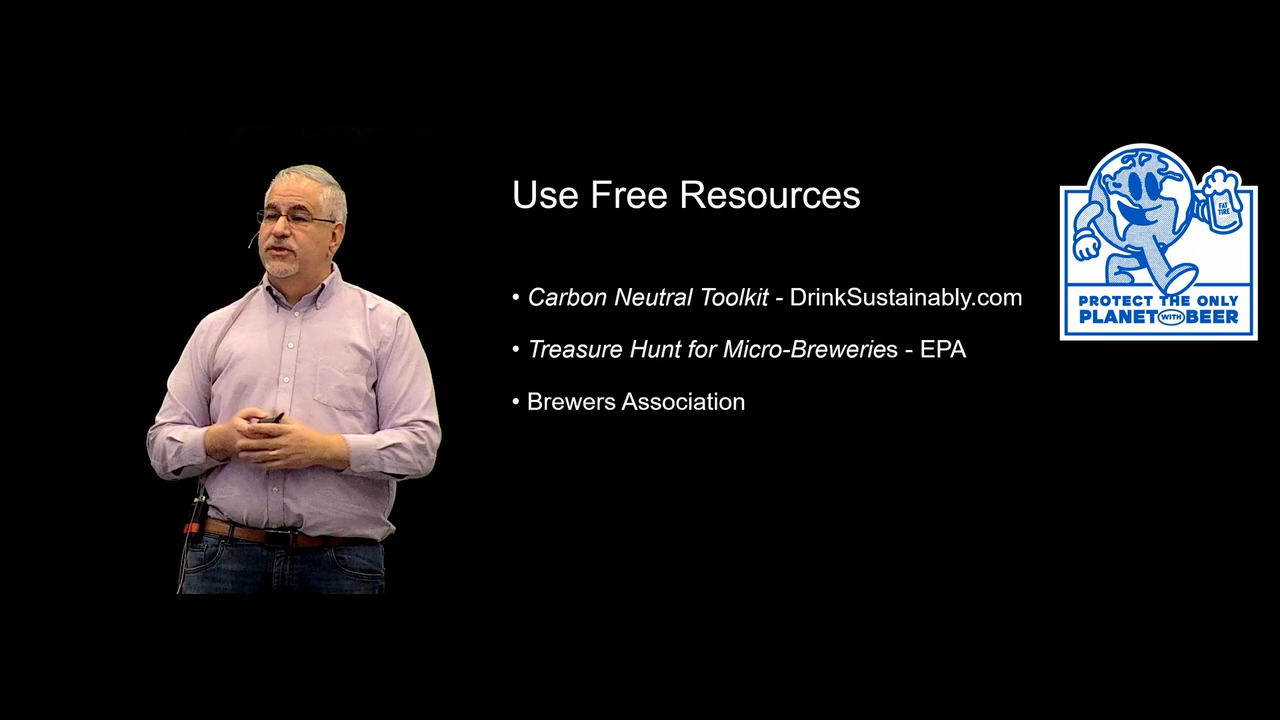 Use Free Resources
• Carbon Neutral Toolkit - DrinkSustainably.com
• Treasure Hunt for Micro-Breweries - EPA
• Brewers Association
FAT
TIRE
PROTECT THE ONLY
PLANET WITH BEER